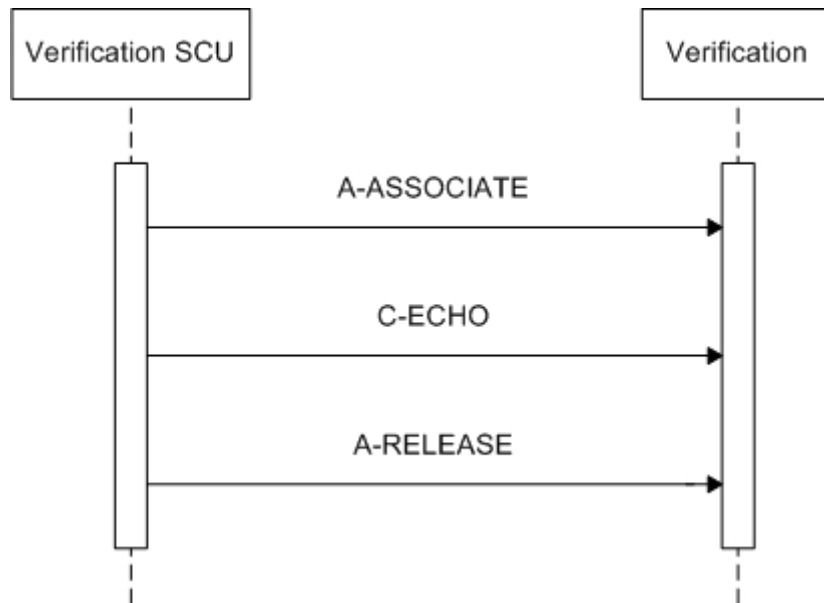 Verification SCU
Verification
A-ASSOCIATE
C-ECHO
A-RELEASE